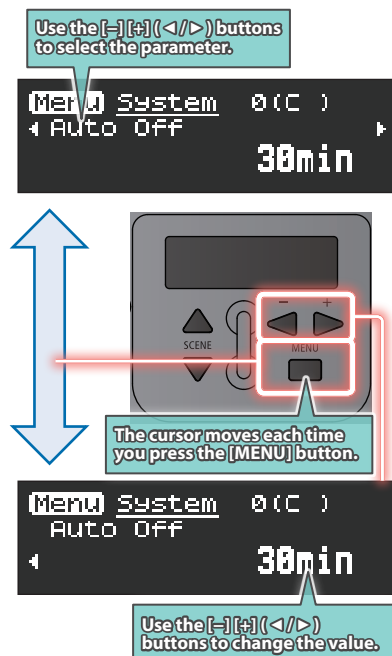 Use the [–] [+] (◄/►) buttons
to select the parameter.
Menu System 0(C )
Auto Off
30min
– +
SCENE
MENU
The cursor moves each time
you press the [MENU] button.
Menu System 0(C )
Auto Off
30min
Use the [–] [+] (◄/►)
buttons to change the value.